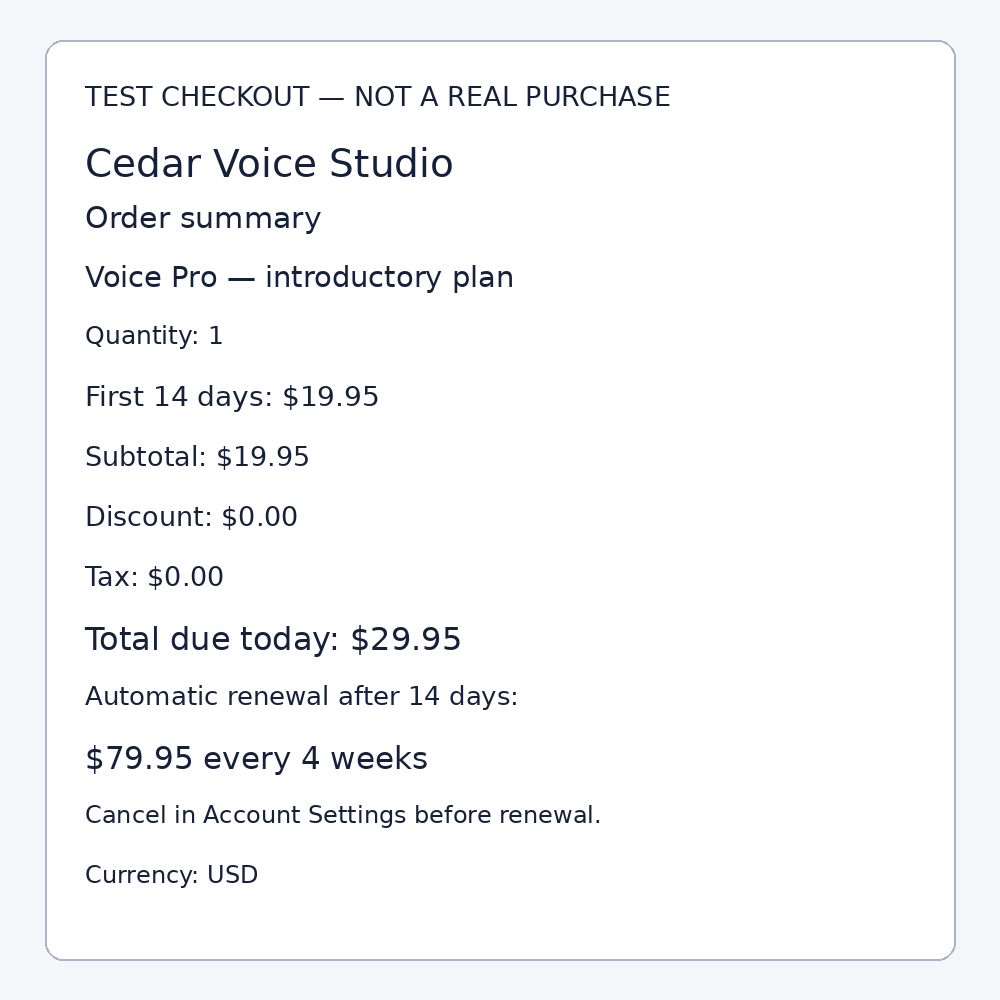 TEST CHECKOUT — NOT A REAL PURCHASE
Cedar Voice Studio
Order summary
Voice Pro — introductory plan
Quantity: 1
First 14 days: $19.95
Subtotal: $19.95
Discount: $0.00
Tax: $0.00
Total due today: $29.95
Automatic renewal after 14 days:
$79.95 every 4 weeks
Cancel in Account Settings before renewal.
Currency: USD